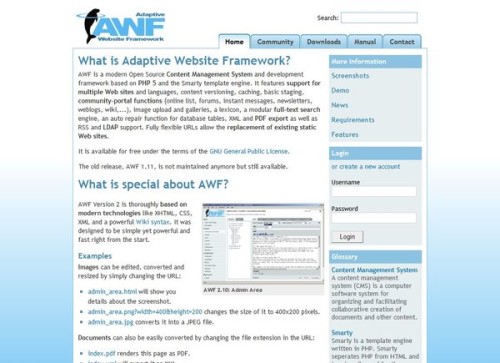 Adaptive
AWF
Website Framework
Search:
Home
Community
Downloads
Manual
Contact
What is Adaptive Website Framework?
AWF is a modern Open Source Content Management System and development
framework based on PHP 5 and the Smarty template engine. It features support for
multiple Web sites and languages, content versioning, caching, basic staging,
community-portal functions (online list, forums, instant messages, newsletters,
weblogs, wiki,...), image upload and galleries, a lexicon, a modular full-text search
engine, an auto repair function for database tables, XML and PDF export as well as
RSS and LDAP support. Fully flexible URLs allow the replacement of existing static
Web sites.
It is available for free under the terms of the GNU General Public License.
The old release, AWF 1.11, is not maintained anymore but still available.
What is special about AWF?
AWF Version 2 is thoroughly based on
modern technologies like XHTML, CSS,
XML and a powerful Wiki syntax. It was
designed to be simple yet powerful and
fast right from the start.
AWF 2.10: Admin Area
Examples
Images can be edited, converted and
resized by simply changing the URL:
admin_area.html will show you
details about the screenshot.
admin_area.png?width=400&height=200 changes the size of it to 400x200 pixels.
admin_area.jpg converts it into a JPEG file.
Documents can also be easily converted by changing the file extension in the URL:
index.pdf renders this page as PDF.
More Information
Screenshots
Demo
News
Requirements
Features
Login
or create a new account
Username
Password
Login
Glossary
Content Management System
A content management
system (CMS) is a computer
software system for
organizing and facilitating
collaborative creation of
documents and other content.
Smarty
Smarty is a template engine
written in PHP. Smarty
seperates PHP from HTML and